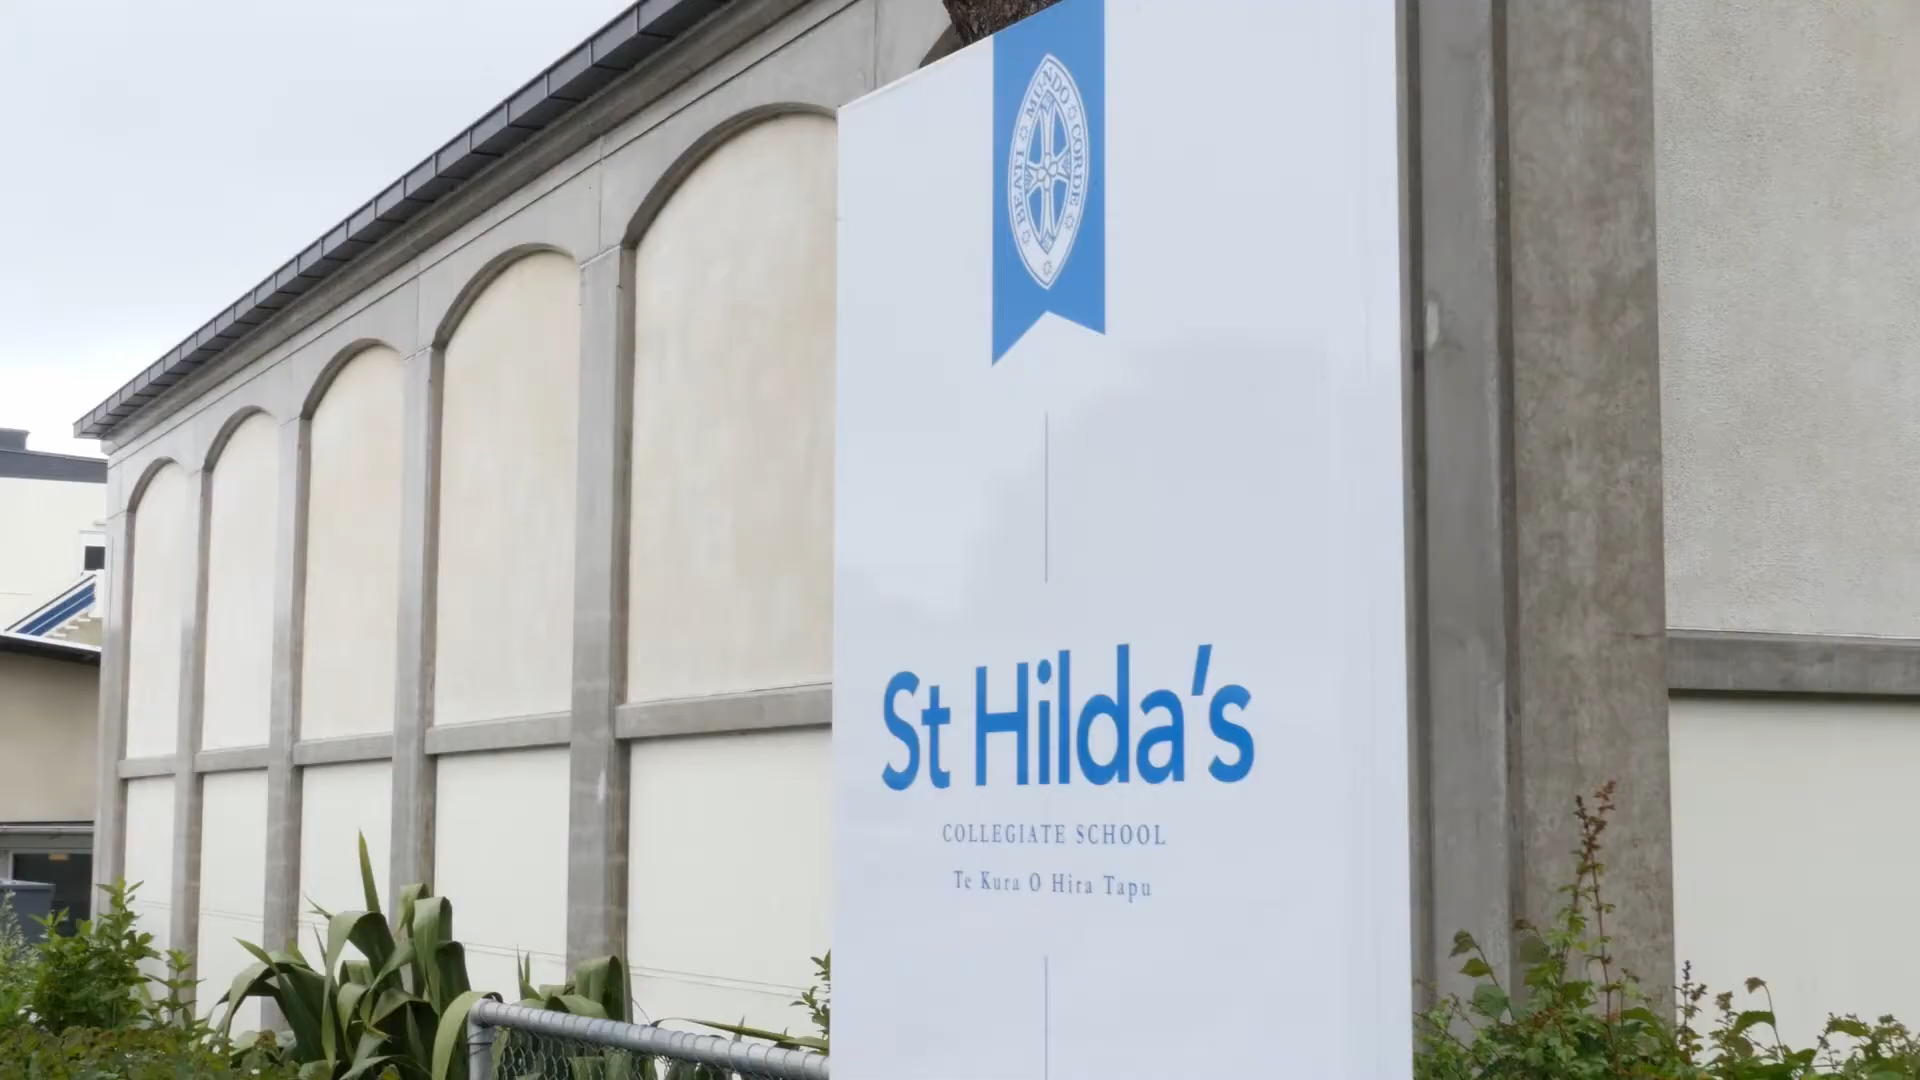 BEATI MUNDO CORDE
St Hilda's
COLLEGIATE SCHOOL
Te Kura O Hira Tapu